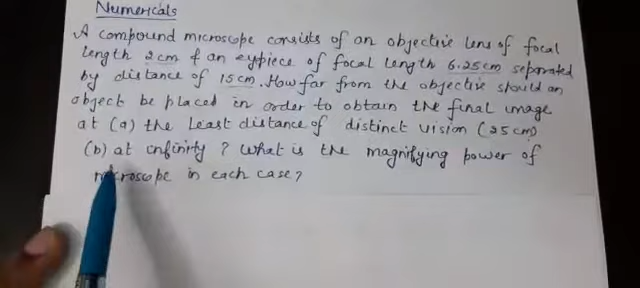 Numericals
A compound microscope consists of an objective lens of focal
length 2cm & an eypiece of focal length 6.25cm separated
by distance of 15cm. How far from the objective should an
object be placed in order to obtain the final image
at (a) the least distance of distinct vision (25cm)
(b) at infinity ? What is the magnifying power of
microscope in each case?